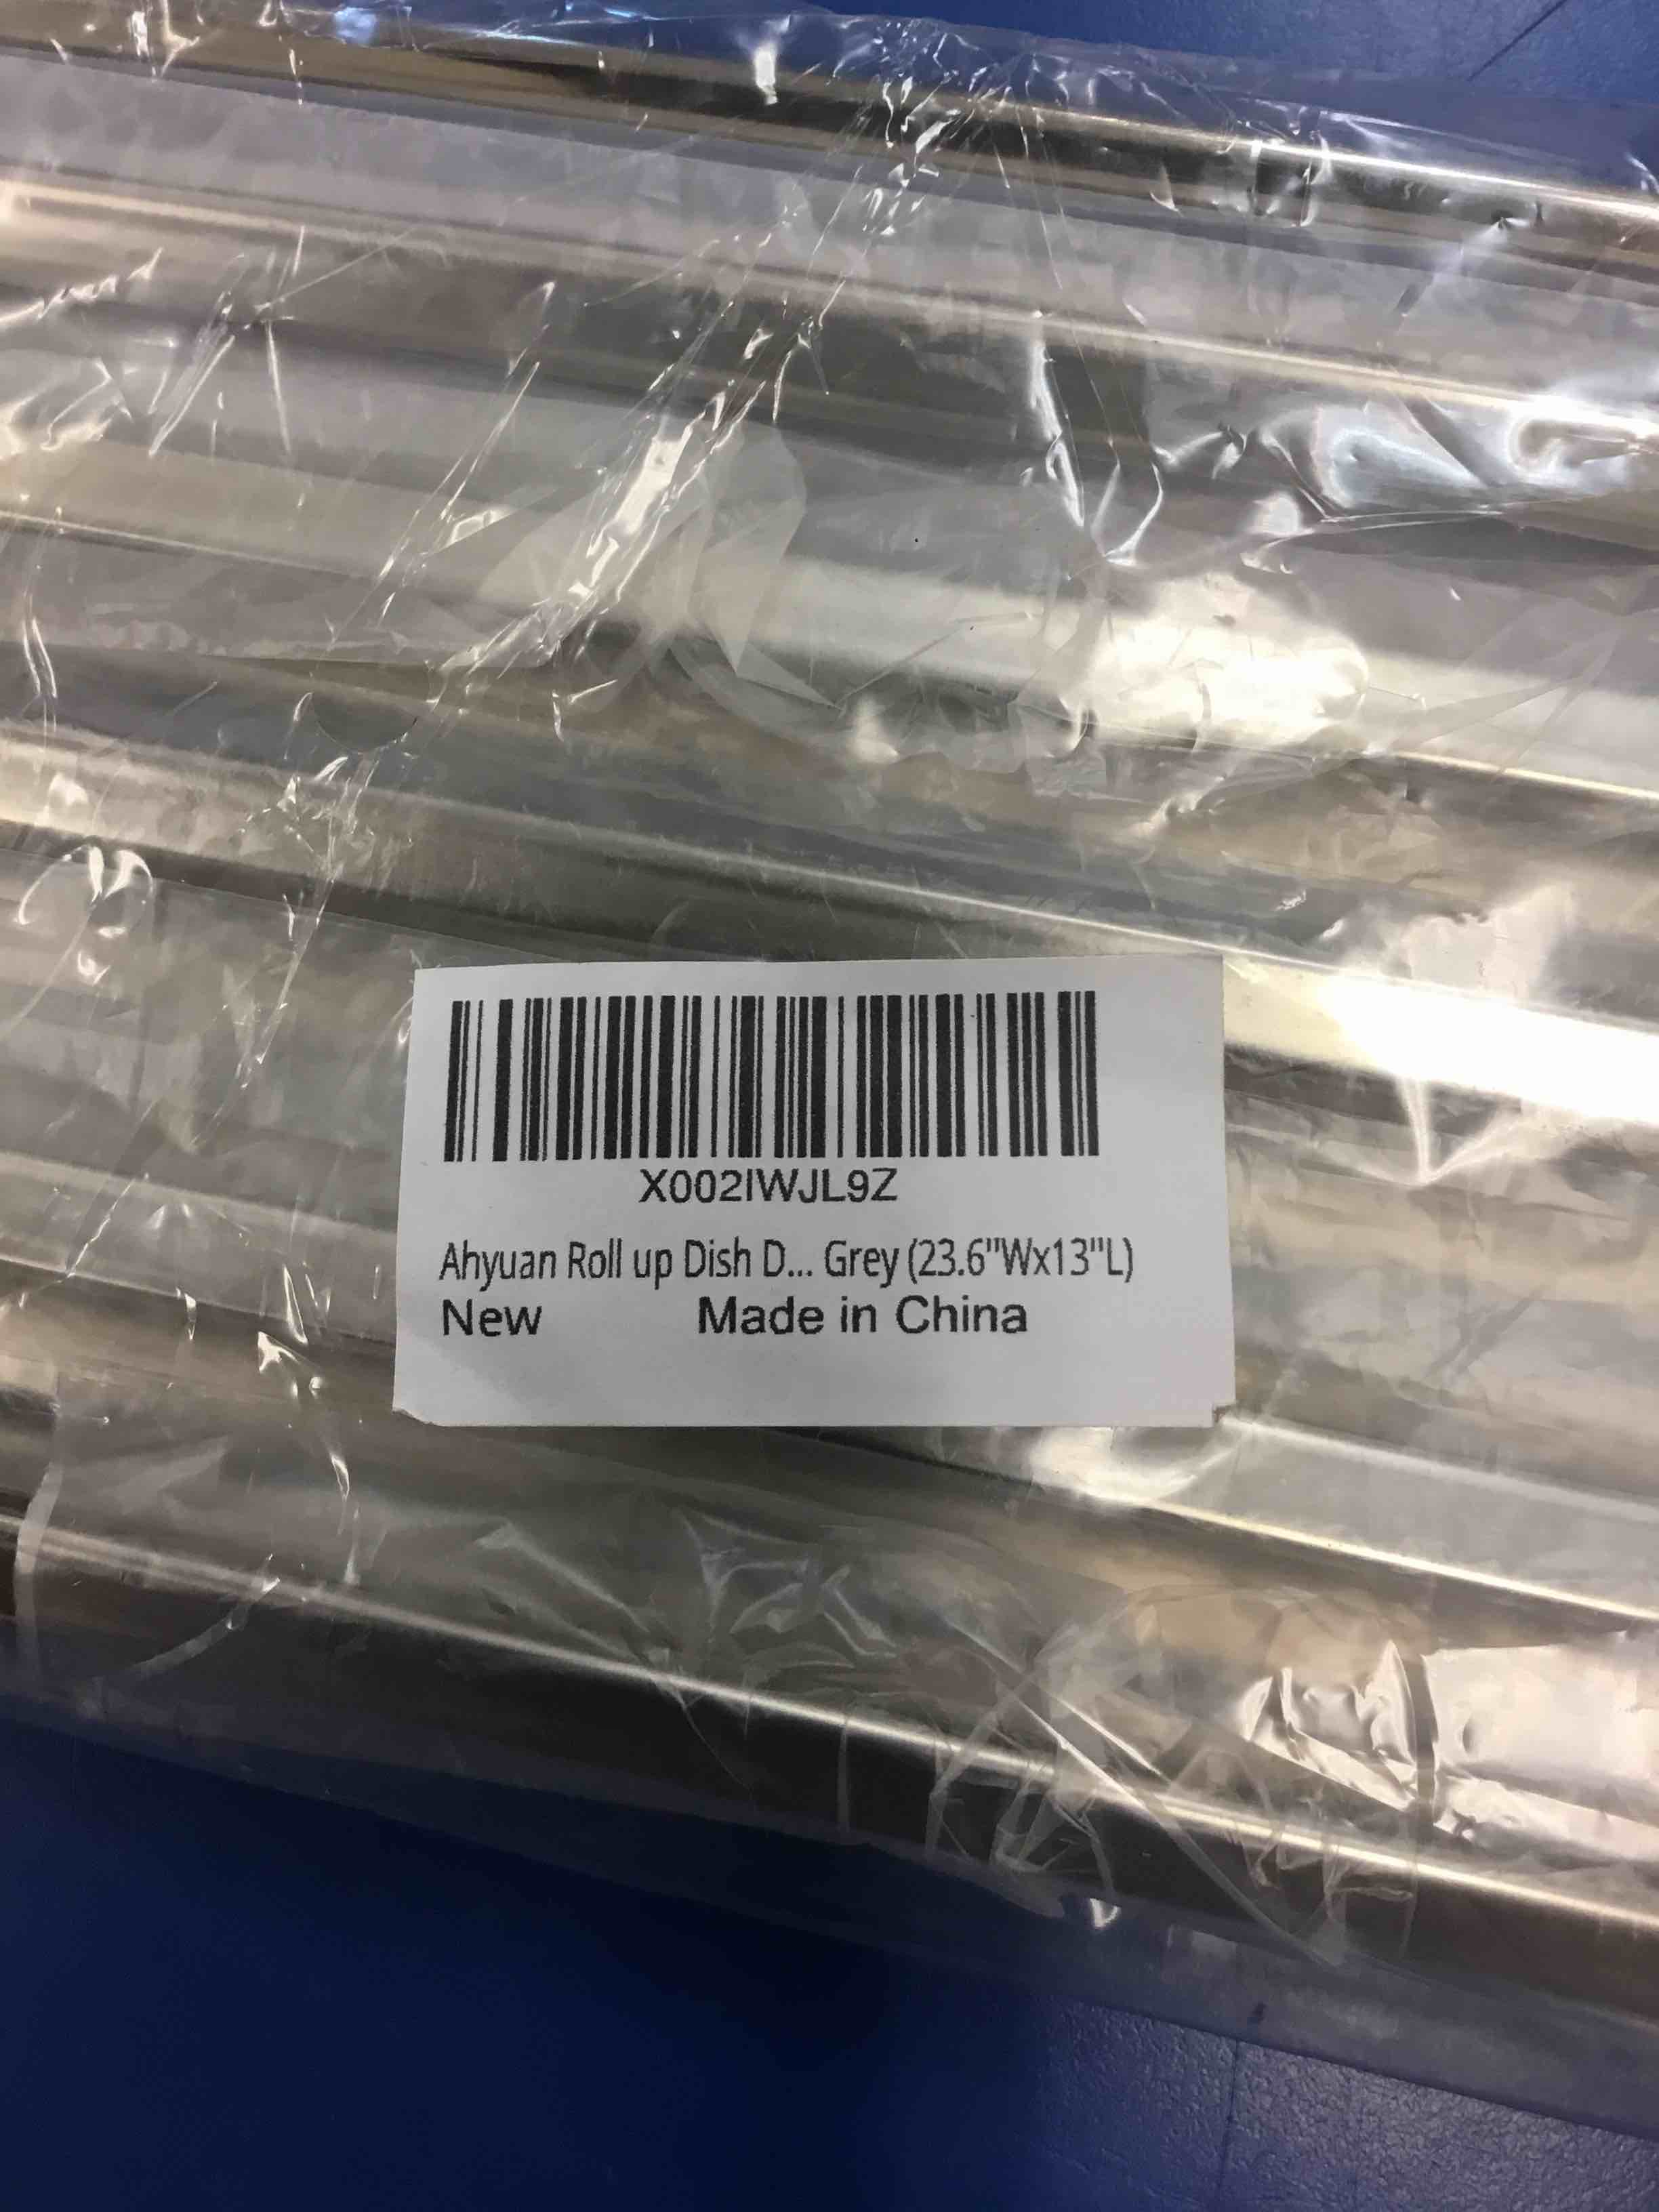 X002IWJL9Z
Ahyuan Roll up Dish D... Grey (23.6"Wx13"L)
New Made in China